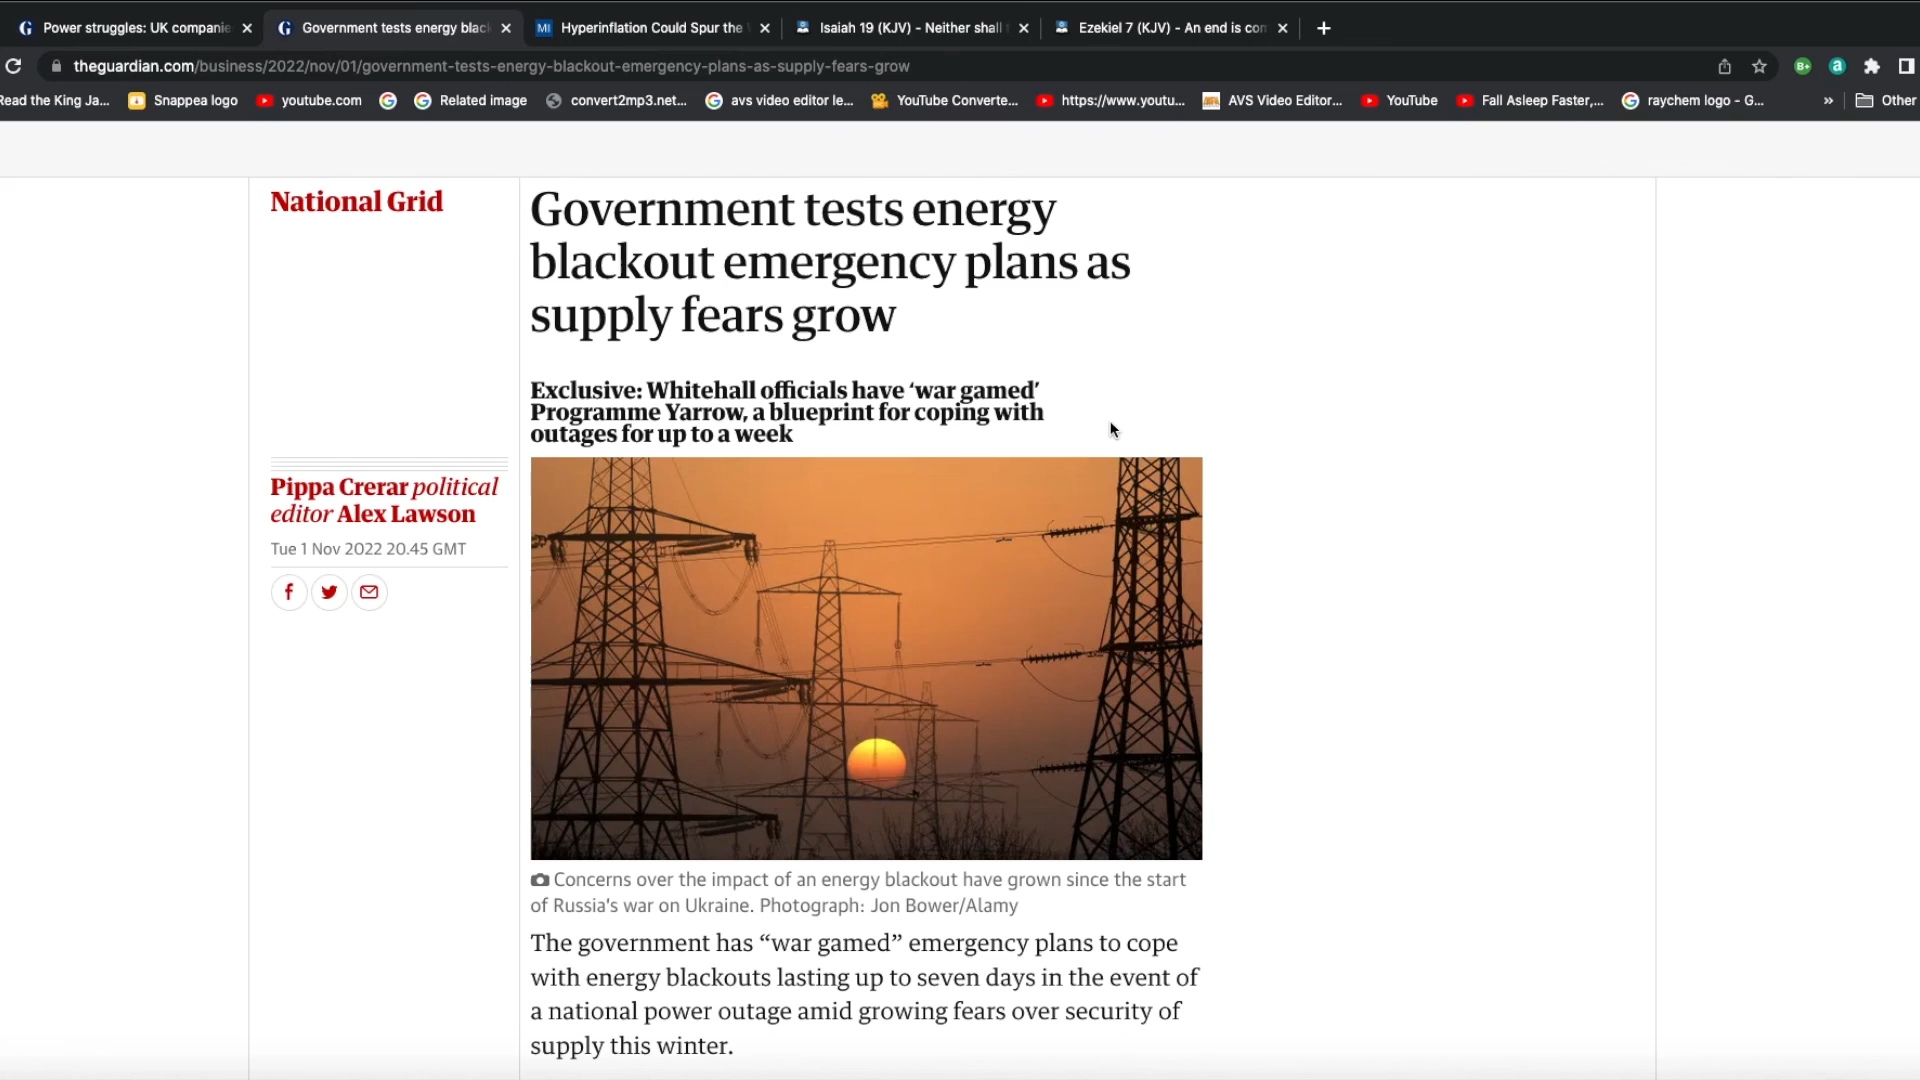 Power struggles: UK companie
Government tests energy blac
MI Hyperinflation Could Spur the
Isaiah 19 (KJV) - Neither shall
Ezekiel 7 (KJV) - An end is com
theguardian.com/business/2022/nov/01/government-tests-energy-blackout-emergency-plans-as-supply-fears-grow
Read the King Ja...
Snappea logo
youtube.com
Related image
convert2mp3.net...
avs video editor le...
YouTube Converte...
https://www.youtu...
AVS Video Editor...
YouTube
Fall Asleep Faster,...
raychem logo - G...
Other
National Grid
Government tests energy
blackout emergency plans as
supply fears grow
Exclusive: Whitehall officials have ‘war gamed’
Programme Yarrow, a blueprint for coping with
outages for up to a week
Pippa Crerar political
editor Alex Lawson
Tue 1 Nov 2022 20.45 GMT
Concerns over the impact of an energy blackout have grown since the start
of Russia's war on Ukraine. Photograph: Jon Bower/Alamy
The government has “war gamed” emergency plans to cope
with energy blackouts lasting up to seven days in the event of
a national power outage amid growing fears over security of
supply this winter.